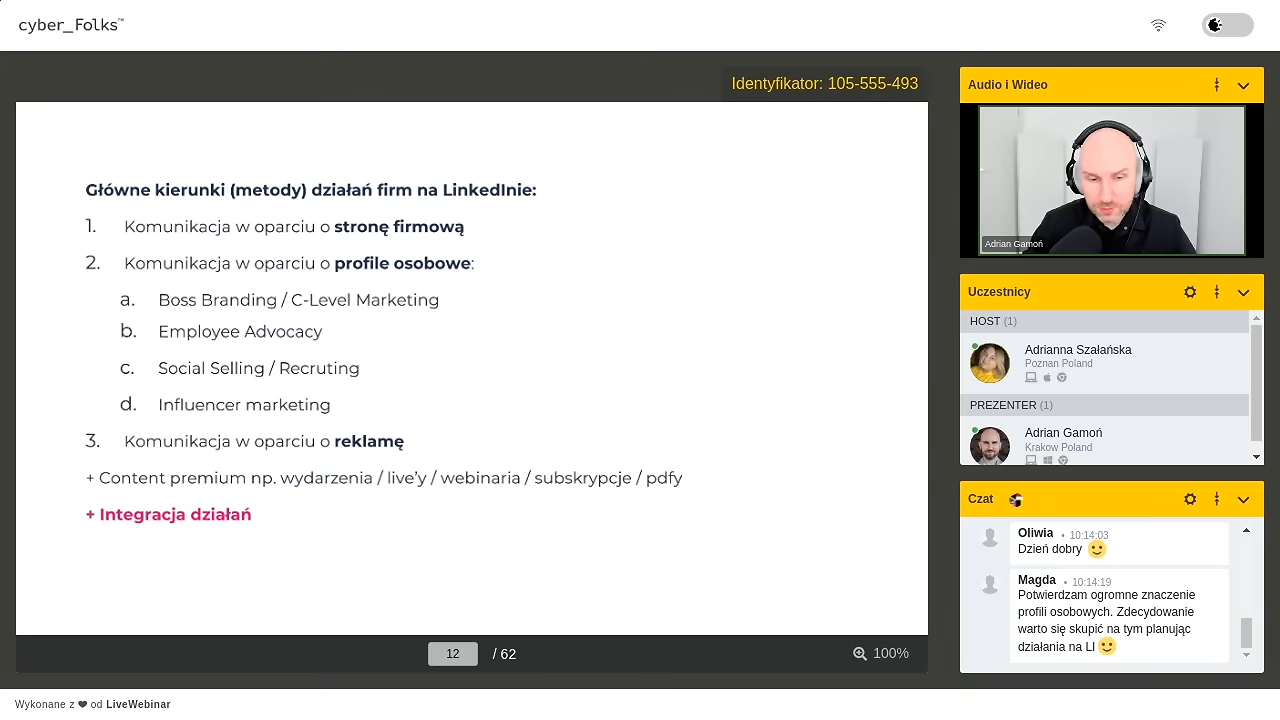 cyber_Folks™
Identyfikator: 105-555-493
Główne kierunki (metody) działań firm na LinkedInie:
1. Komunikacja w oparciu o stronę firmową
2. Komunikacja w oparciu o profile osobowe:
a. Boss Branding / C-Level Marketing
b. Employee Advocacy
c. Social Selling / Recruting
d. Influencer marketing
3. Komunikacja w oparciu o reklamę
+ Content premium np. wydarzenia / live’y / webinaria / subskrypcje / pdfy
+ Integracja działań
12 / 62
100%
Audio i Wideo
Adrian Gamoń
Uczestnicy
HOST (1)
Adrianna Szałańska
Poznan Poland
PREZENTER (1)
Adrian Gamoń
Krakow Poland
Czat
Oliwia • 10:14:03
Dzień dobry 🙂
Magda • 10:14:19
Potwierdzam ogromne znaczenie
profili osobowych. Zdecydowanie
warto się skupić na tym planując
działania na LI 🙂
Wykonane z ❤ od LiveWebinar